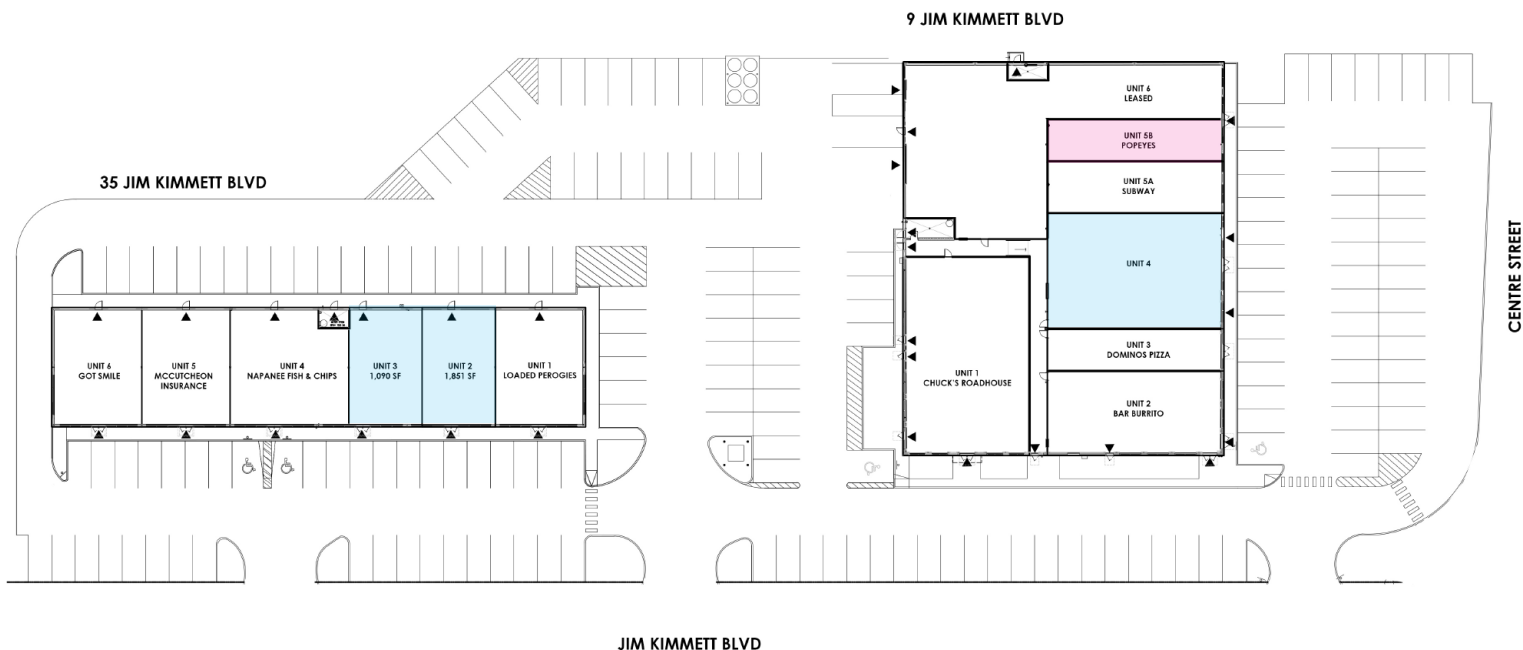 9 JIM KIMMETT BLVD
35 JIM KIMMETT BLVD
UNIT 6
LEASED
UNIT 5B
POPEYES
UNIT 5A
SUBWAY
UNIT 4
UNIT 3
DOMINOS PIZZA
UNIT 2
BAR BURRITO
UNIT 1
CHUCK'S ROADHOUSE
UNIT 6
GOT SMILE
UNIT 5
MCCUTCHEON
INSURANCE
UNIT 4
NAPANEE FISH & CHIPS
UNIT 3
1,090 SF
UNIT 2
1,851 SF
UNIT 1
LOADED PEROGIES
CENTRE STREET
JIM KIMMETT BLVD